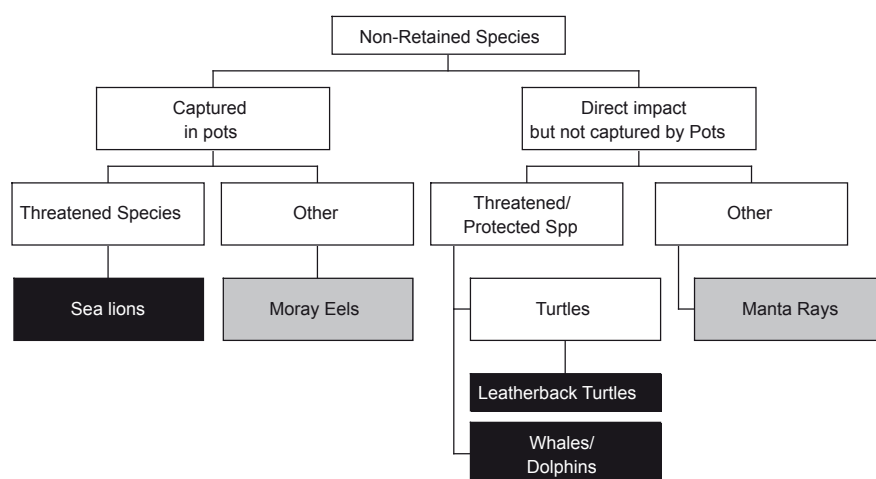 Non-Retained Species
Captured
in pots
Direct impact
but not captured by Pots
Threatened Species
Other
Threatened/
Protected Spp
Other
Sea lions
Moray Eels
Turtles
Manta Rays
Leatherback Turtles
Whales/
Dolphins